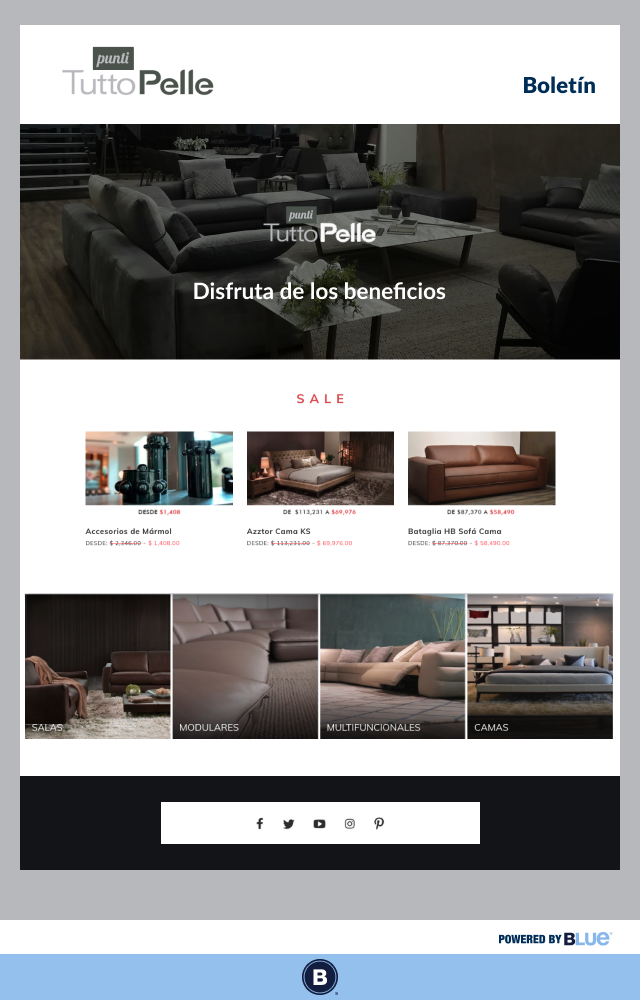 punti
TuttoPelle
Boletín
punti
TuttoPelle
Disfruta de los beneficios
SALE
DESDE $1,408
DE $113,231 A $69,976
DE $87,370 A $58,490
Accesorios de Mármol
Azztor Cama KS
Bataglia HB Sofá Cama
DESDE: $ 2,346.00 – $ 1,408.00
DESDE: $ 113,231.00 – $ 69,976.00
DESDE: $ 87,370.00 – $ 58,490.00
SALAS
MODULARES
MULTIFUNCIONALES
CAMAS
POWERED BY BLUE
B